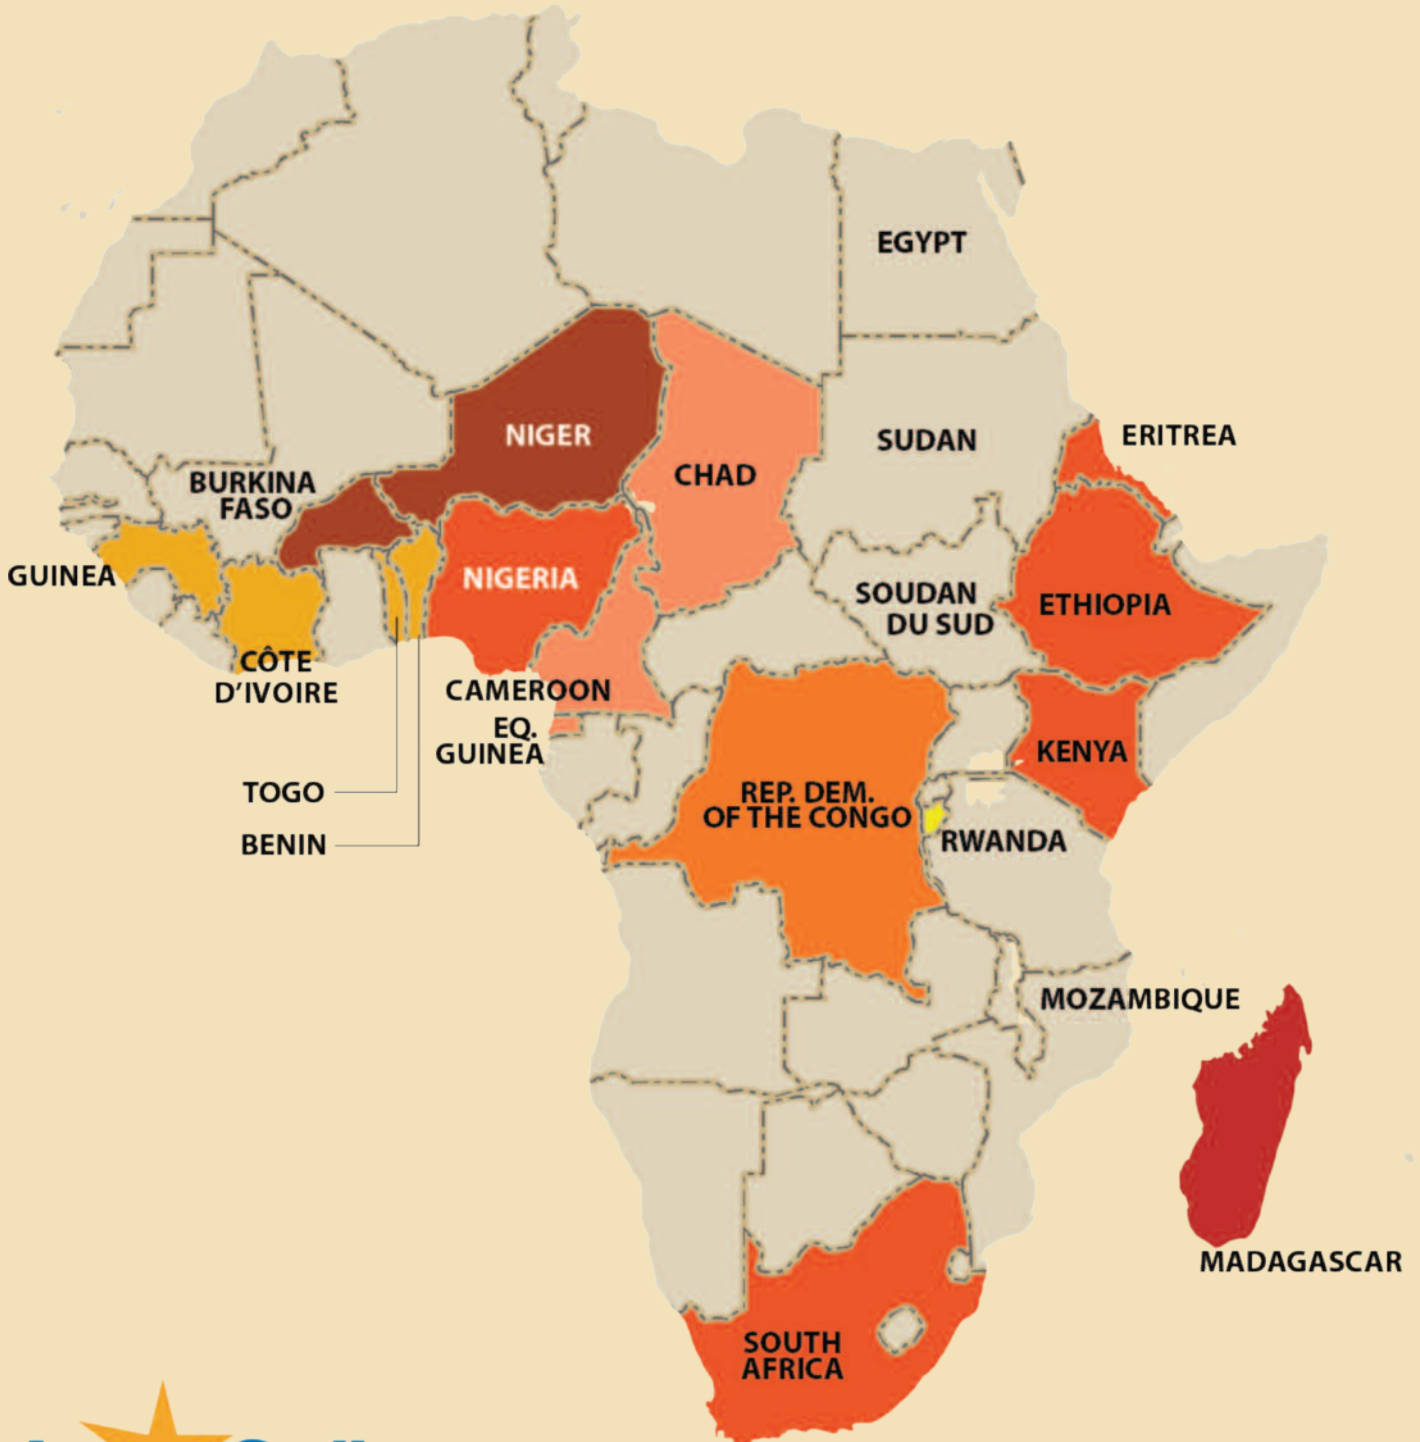 EGYPT
NIGER
CHAD
SUDAN
ERITREA
BURKINA
FASO
GUINEA
NIGERIA
SOUDAN
DU SUD
ETHIOPIA
CÔTE
D'IVOIRE
CAMEROON
EQ.
GUINEA
KENYA
TOGO
BENIN
REP. DEM.
OF THE CONGO
RWANDA
MOZAMBIQUE
MADAGASCAR
SOUTH
AFRICA